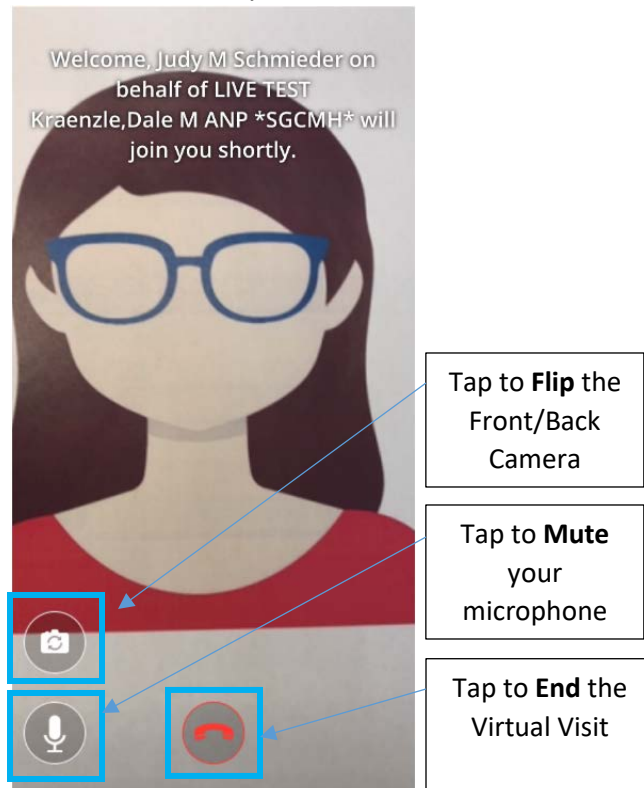 Welcome, Judy M Schmieder on
behalf of LIVE TEST
Kraenzle,Dale M ANP *SGCMH* will
join you shortly.
Tap to Flip the
Front/Back
Camera
Tap to Mute
your
microphone
Tap to End the
Virtual Visit